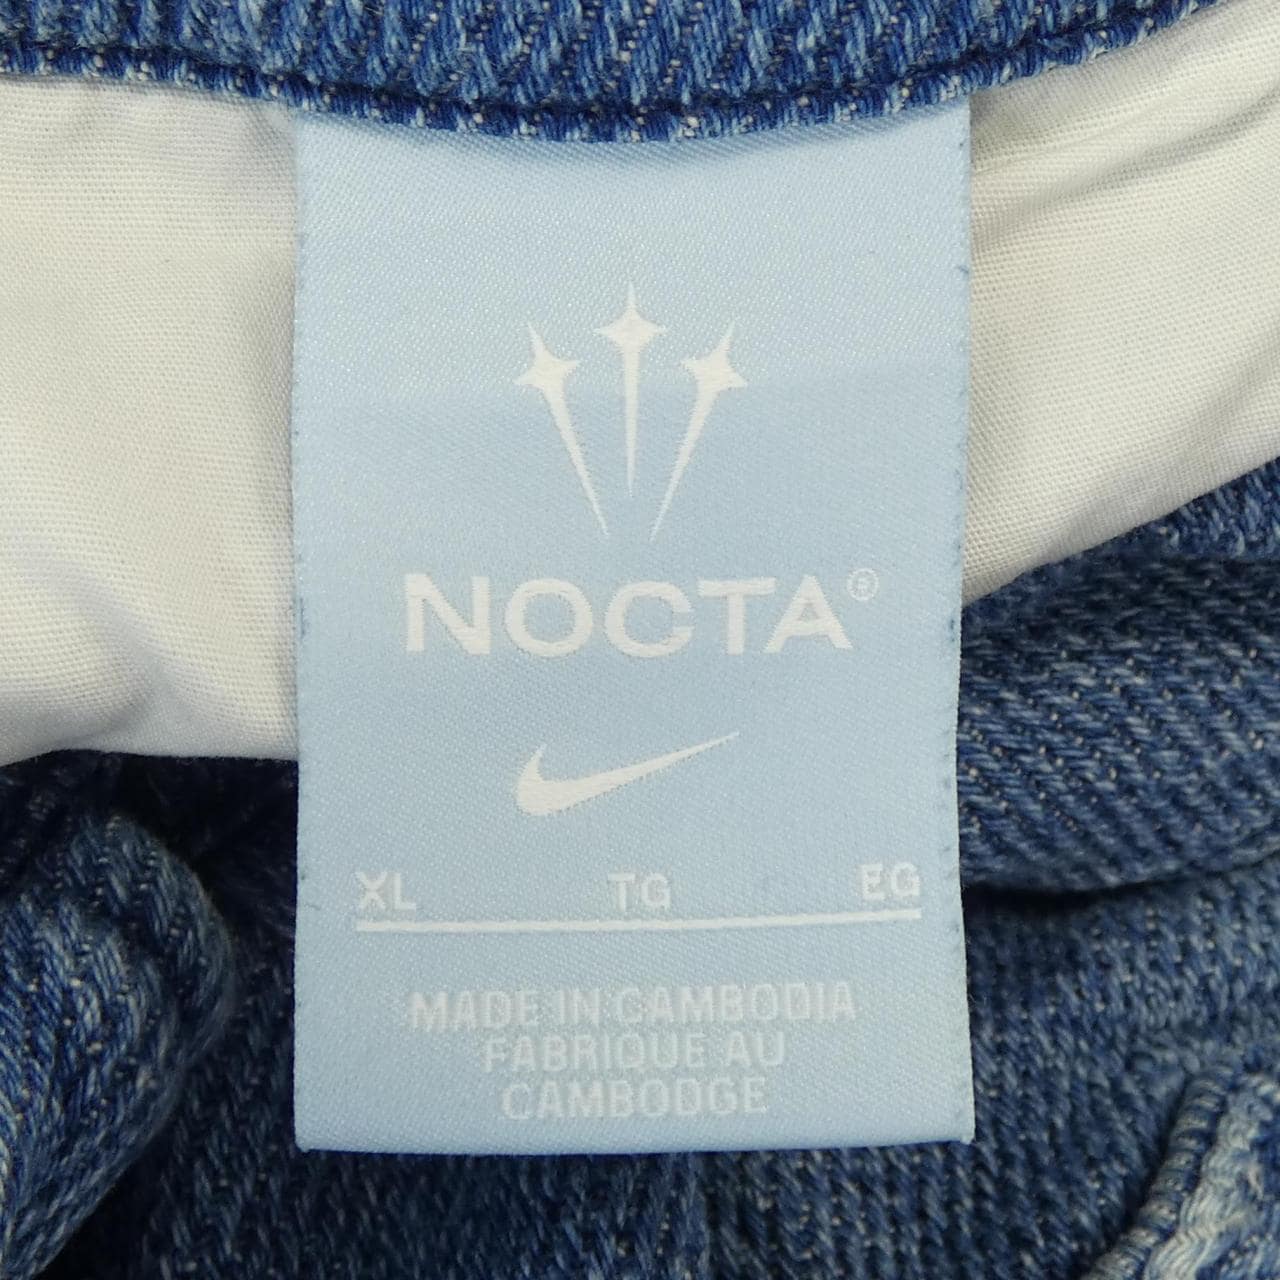 NOCTA®
XL TG EG
MADE IN CAMBODIA
FABRIQUE AU
CAMBODGE